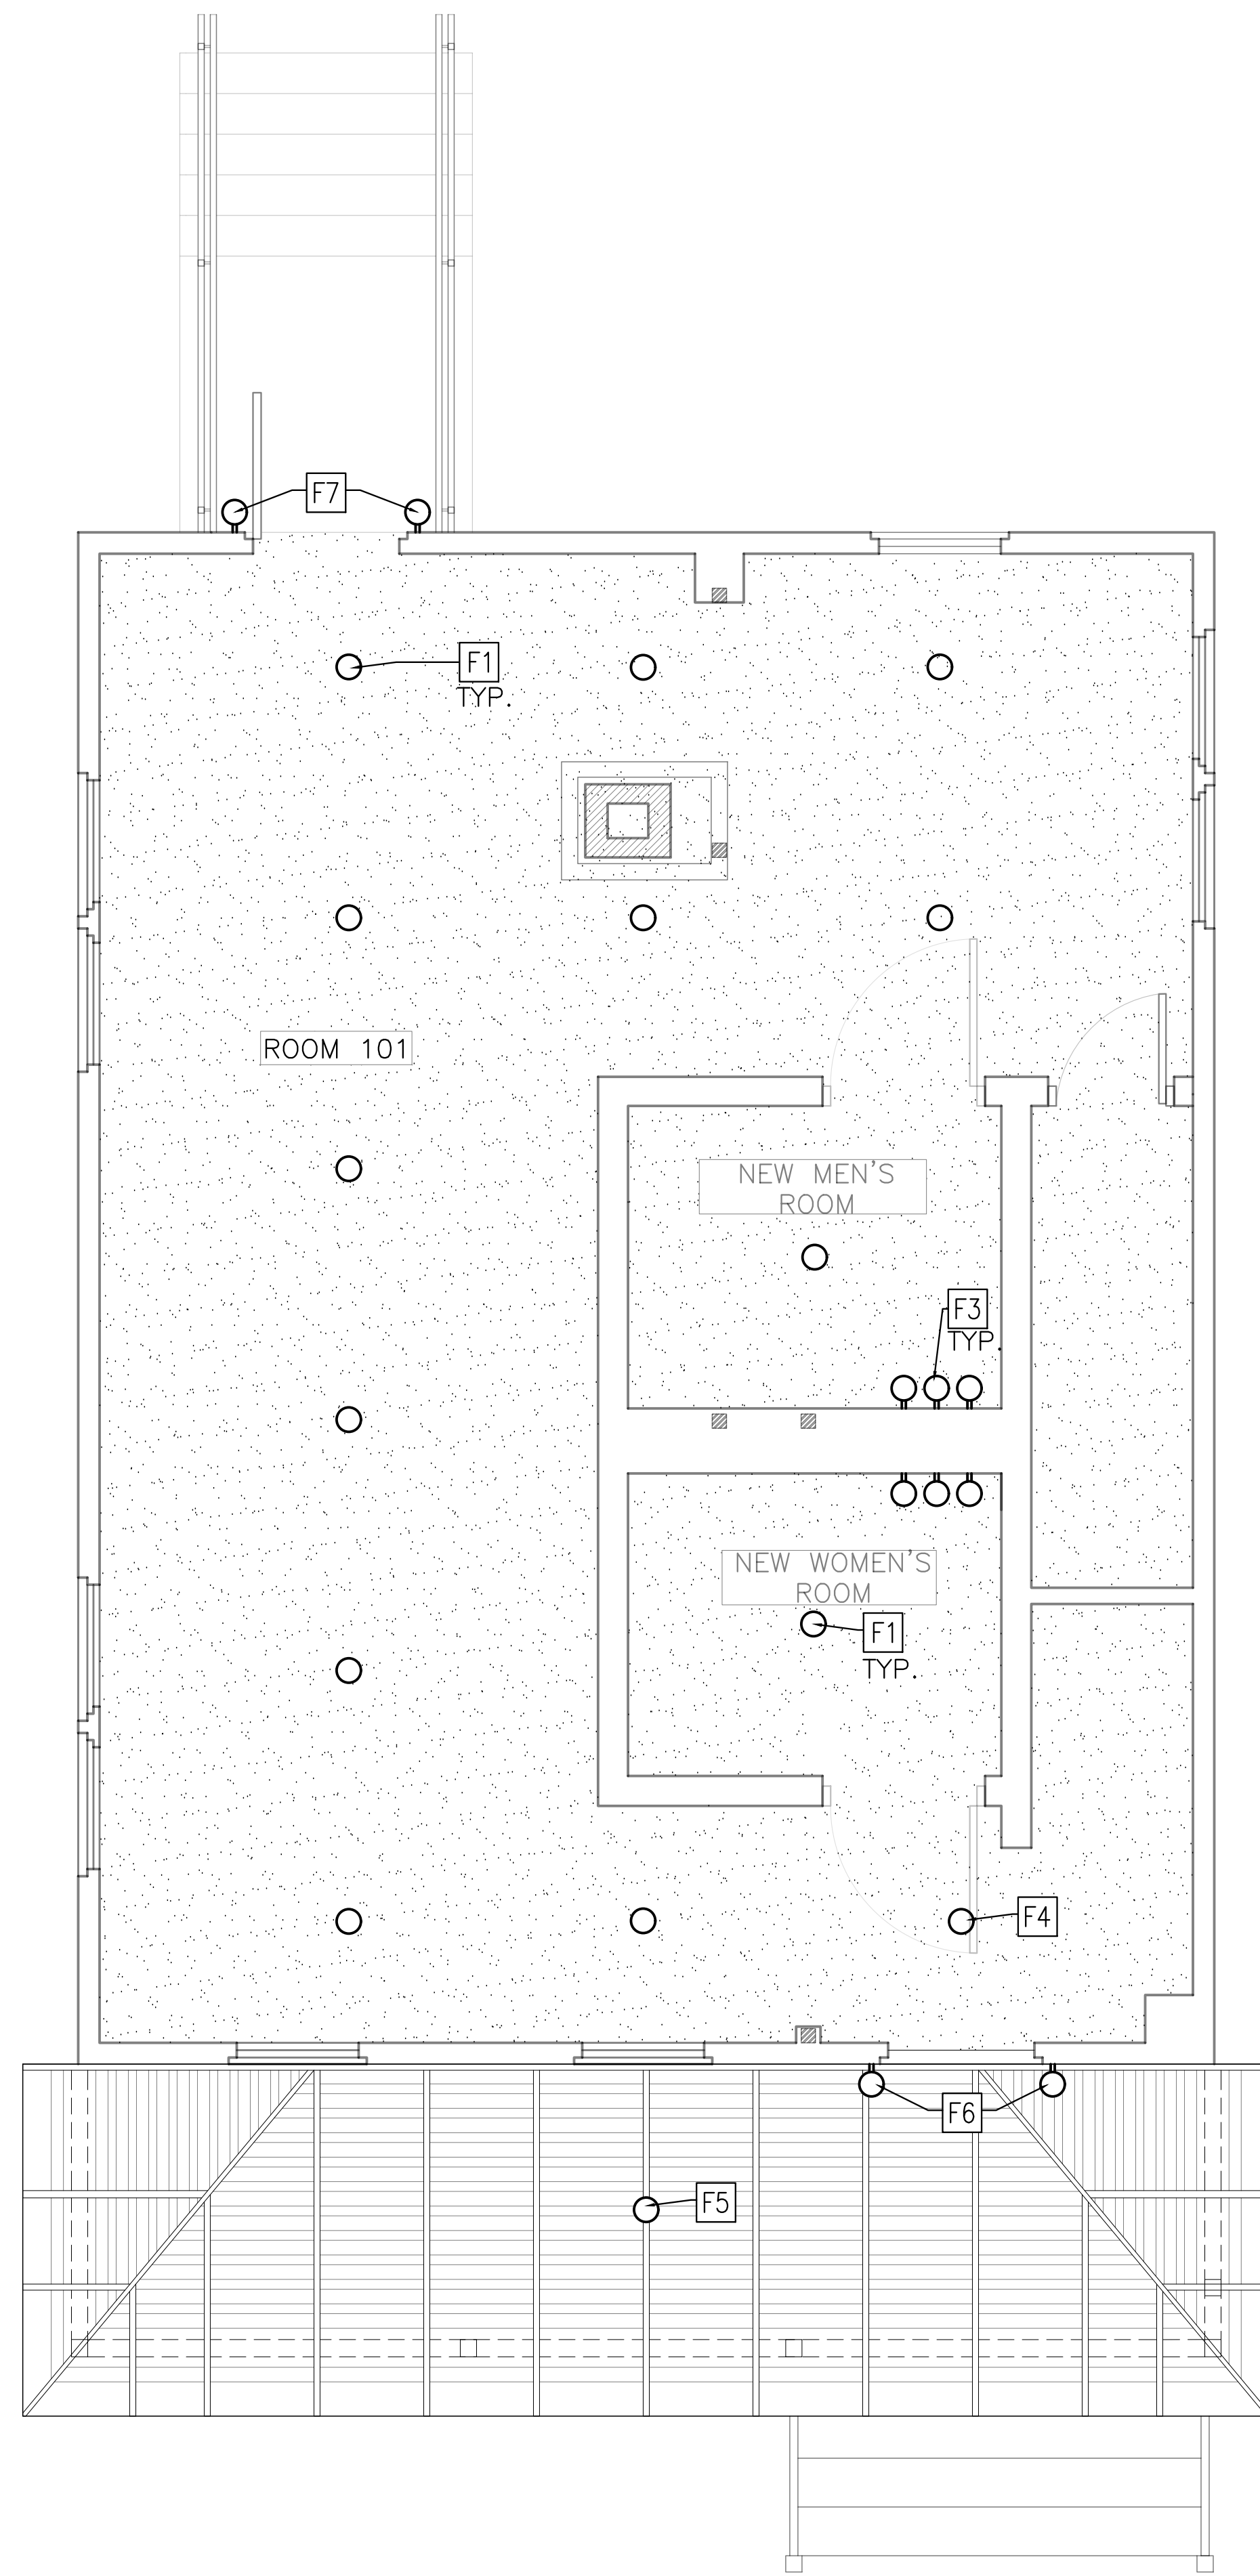 F7
F1
TYP.
ROOM 101
NEW MEN'S
ROOM
F3
TYP.
NEW WOMEN'S
ROOM
F1
TYP.
F4
F6
F5